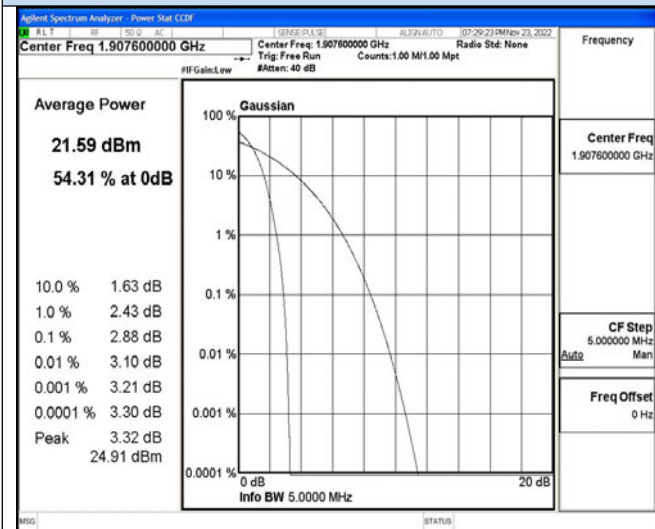 Agilent Spectrum Analyzer - Power Stat CCDF
RLT RF 50 Ω AC SENSE:PULSE ALIGN AUTO 07:29:23 PM Nov 23, 2022
Center Freq 1.907600000 GHz
Center Freq: 1.907600000 GHz Radio Std: None
Trig: Free Run Counts:1.00 M/1.00 Mpt
#IFGain:Low #Atten: 40 dB
Frequency
Average Power
21.59 dBm
54.31 % at 0dB
10.0 % 1.63 dB
1.0 % 2.43 dB
0.1 % 2.88 dB
0.01 % 3.10 dB
0.001 % 3.21 dB
0.0001 % 3.30 dB
Peak 3.32 dB
24.91 dBm
Gaussian
100 %
10 %
1 %
0.1 %
0.01 %
0.001 %
0.0001 %
0 dB 20 dB
Info BW 5.0000 MHz
Center Freq
1.907600000 GHz
CF Step
5.000000 MHz
Auto Man
Freq Offset
0 Hz
MSG STATUS